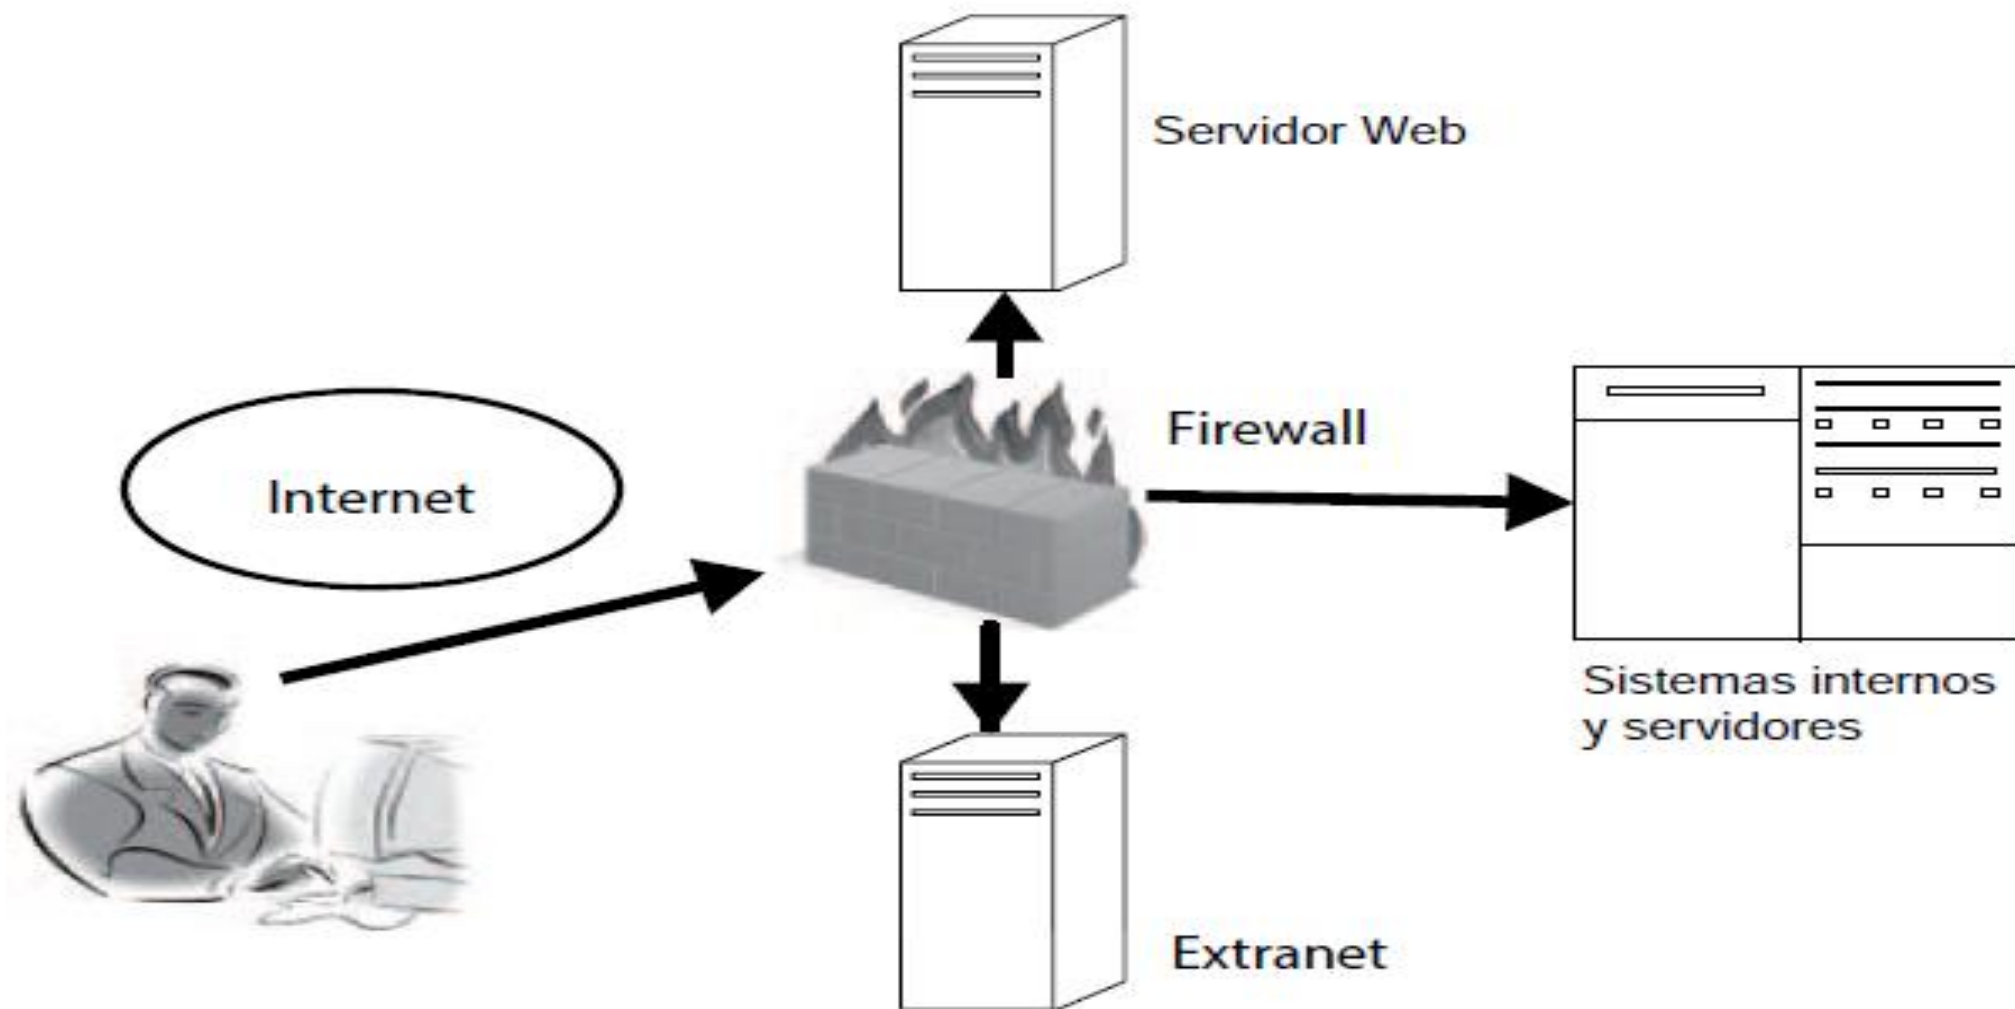 Servidor Web
Firewall
Internet
Sistemas internos
y servidores
Extranet